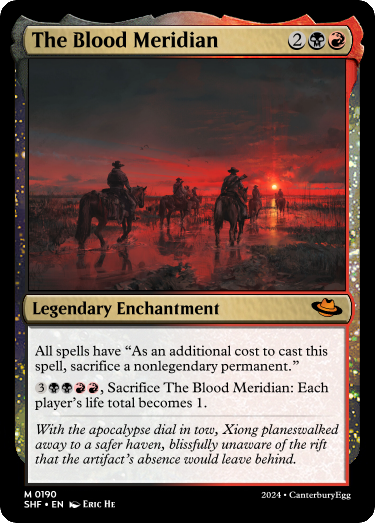 The Blood Meridian 2
Legendary Enchantment
All spells have “As an additional cost to cast this
spell, sacrifice a nonlegendary permanent.”
3, Sacrifice The Blood Meridian: Each
player's life total becomes 1.
With the apocalypse dial in tow, Xiong planeswalked
away to a safer haven, blissfully unaware of the rift
that the artifact's absence would leave behind.
M 0190
SHF • EN Eric He
2024 • CanterburyEgg